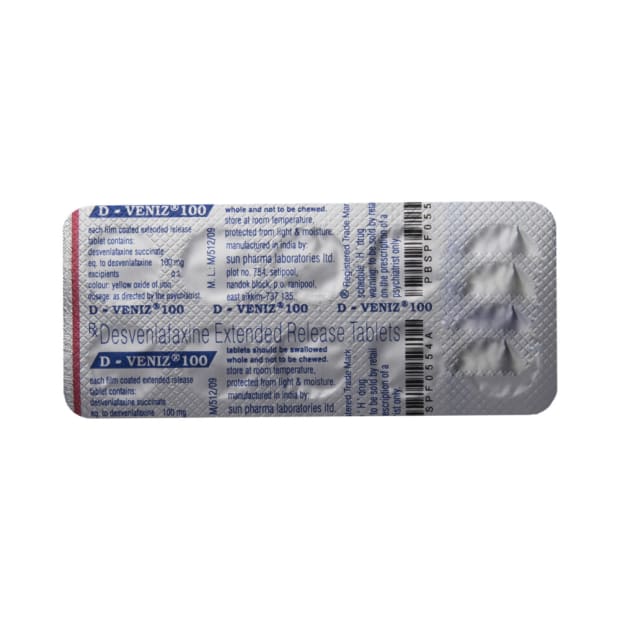 D - VENIZ® 100
each film coated extended release
tablet contains:
desvenlafaxine succinate
eq. to desvenlafaxine 100 mg
excipients q.s.
colour: yellow oxide of iron
dosage: as directed by the psychiatrist.
M. L.: M/512/09
whole and not to be chewed.
store at room temperature,
protected from light & moisture.
manufactured in india by:
sun pharma laboratories ltd.
plot no. 754, setipool,
nandok block, p.o. ranipool,
east sikkim-737 135.
® Registered Trade Mark
schedule 'H' drug
warning: to be sold by retail
on the prescription of a
psychiatrist only.
PBSPF055
D - VENIZ® 100 D - VENIZ® 100 D - VENIZ® 100
Rx Desvenlafaxine Extended Release Tablets
D - VENIZ® 100
each film coated extended release
tablet contains:
desvenlafaxine succinate
eq. to desvenlafaxine 100 mg
M/512/09
tablets should be swallowed
whole and not to be chewed.
store at room temperature,
protected from light & moisture.
manufactured in india by:
sun pharma laboratories ltd.
tered Trade Mark
'H' drug
to be sold by retail
rescription of a
ist only.
SPF0554A